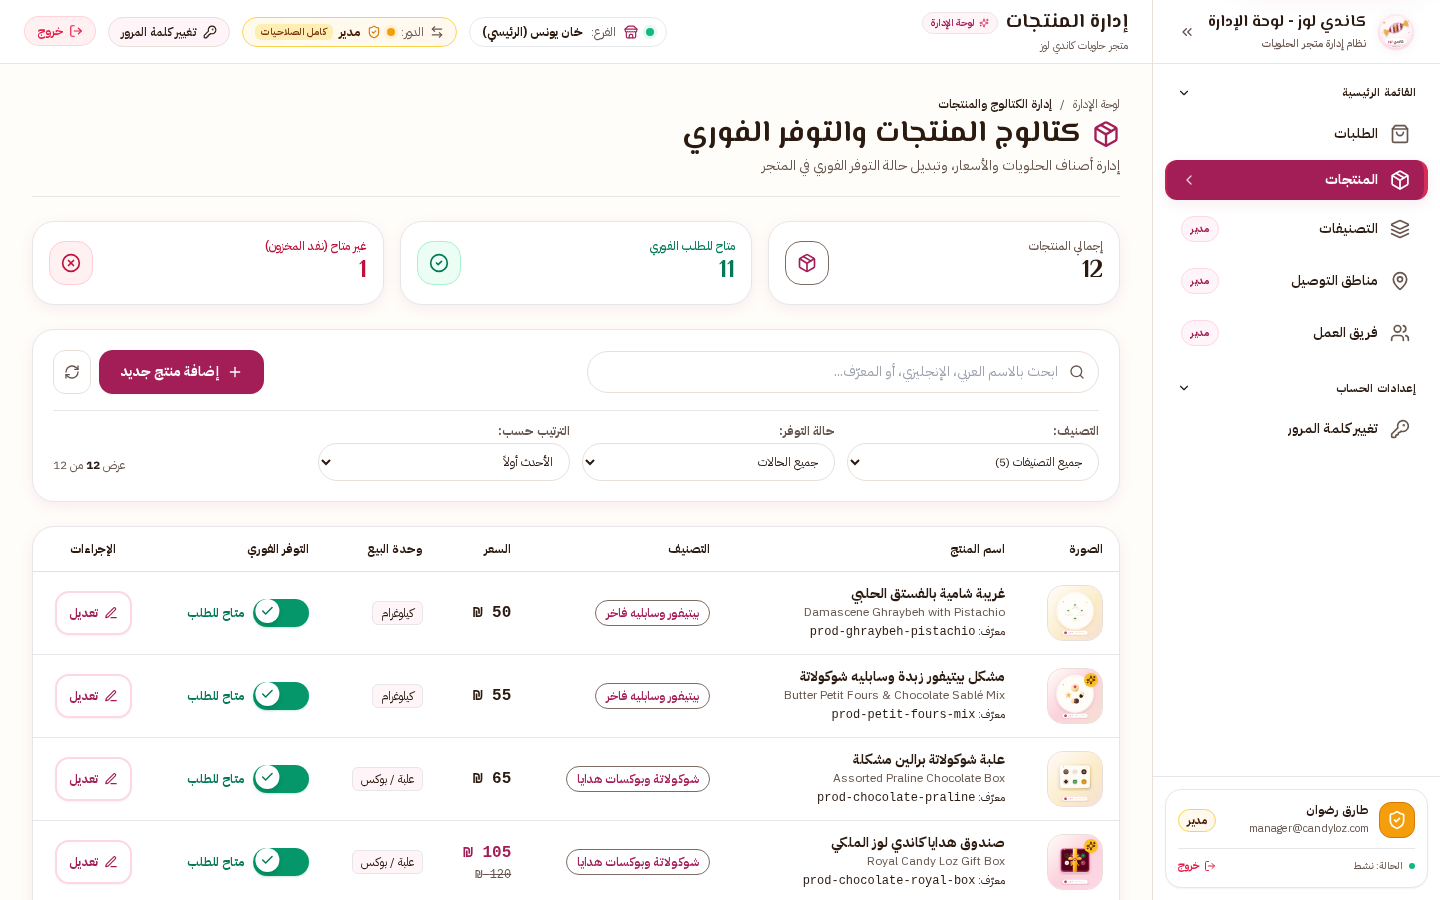 كاندي لوز - لوحة الإدارة
نظام إدارة متجر الحلويات
القائمة الرئيسية
الطلبات
المنتجات
التصنيفات
مدير
مناطق التوصيل
مدير
فريق العمل
مدير
إعدادات الحساب
تغيير كلمة المرور
طارق رضوان
manager@candyloz.com
مدير
الحالة: نشط
خروج
إدارة المنتجات
لوحة الإدارة
متجر حلويات كاندي لوز
الفرع: خان يونس (الرئيسي)
الدور: مدير كامل الصلاحيات
تغيير كلمة المرور
خروج
لوحة الإدارة / إدارة الكتالوج والمنتجات
كتالوج المنتجات والتوفر الفوري
إدارة أصناف الحلويات والأسعار، وتبديل حالة التوفر الفوري في المتجر
إجمالي المنتجات
12
متاح للطلب الفوري
11
غير متاح (نفد المخزون)
1
ابحث بالاسم العربي، الإنجليزي، أو المعرّف...
إضافة منتج جديد
التصنيف:
جميع التصنيفات (5)
حالة التوفر:
جميع الحالات
الترتيب حسب:
الأحدث أولاً
عرض 12 من 12
الصورة اسم المنتج التصنيف السعر وحدة البيع التوفر الفوري الإجراءات
غريبة شامية بالفستق الحلبي
Damascene Ghraybeh with Pistachio
معرّف: prod-ghraybeh-pistachio
بيتيفور وسابليه فاخر
50 ₪
كيلوغرام
متاح للطلب
تعديل
مشكل بيتيفور زبدة وسابليه شوكولاتة
Butter Petit Fours & Chocolate Sablé Mix
معرّف: prod-petit-fours-mix
بيتيفور وسابليه فاخر
55 ₪
كيلوغرام
متاح للطلب
تعديل
علبة شوكولاتة برالين مشكلة
Assorted Praline Chocolate Box
معرّف: prod-chocolate-praline
شوكولاتة وبوكسات هدايا
65 ₪
علبة / بوكس
متاح للطلب
تعديل
صندوق هدايا كاندي لوز الملكي
Royal Candy Loz Gift Box
معرّف: prod-chocolate-royal-box
شوكولاتة وبوكسات هدايا
105 ₪
120 ₪
علبة / بوكس
متاح للطلب
تعديل